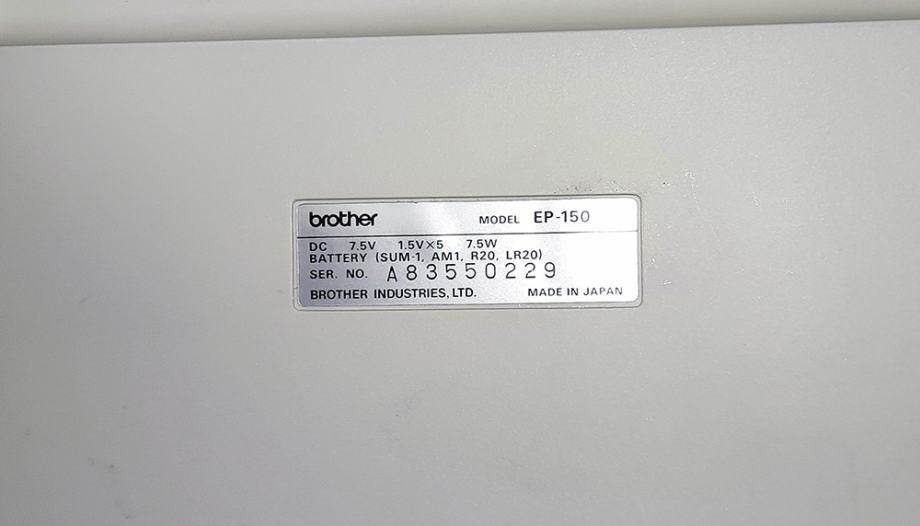 brother MODEL EP-150
DC 7.5V 1.5V×5 7.5W
BATTERY (SUM-1, AM1, R20, LR20)
SER. NO. A83550229
BROTHER INDUSTRIES, LTD. MADE IN JAPAN